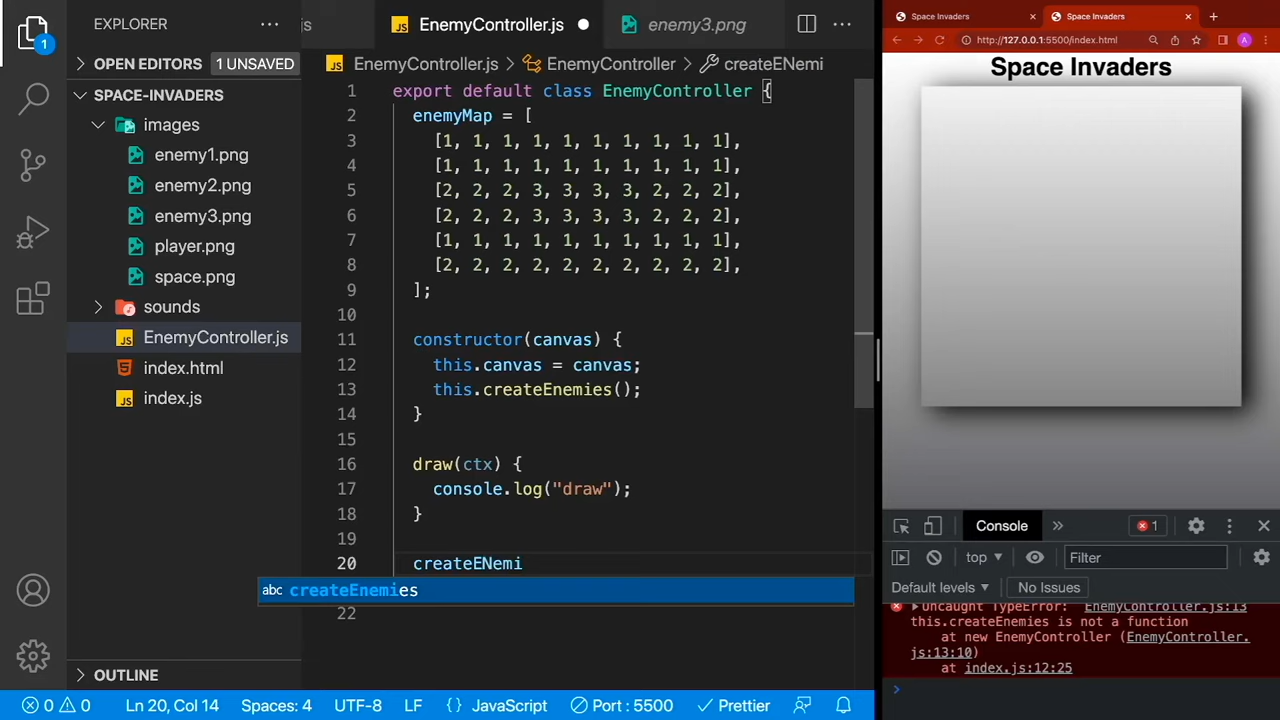 EXPLORER
1
OPEN EDITORS 1 UNSAVED
SPACE-INVADERS
images
enemy1.png
enemy2.png
enemy3.png
player.png
space.png
sounds
EnemyController.js
index.html
index.js
OUTLINE
js EnemyController.js enemy3.png
EnemyController.js EnemyController createENemi
1 export default class EnemyController {
2 enemyMap = [
3 [1, 1, 1, 1, 1, 1, 1, 1, 1, 1],
4 [1, 1, 1, 1, 1, 1, 1, 1, 1, 1],
5 [2, 2, 2, 3, 3, 3, 3, 2, 2, 2],
6 [2, 2, 2, 3, 3, 3, 3, 2, 2, 2],
7 [1, 1, 1, 1, 1, 1, 1, 1, 1, 1],
8 [2, 2, 2, 2, 2, 2, 2, 2, 2, 2],
9 ];
10
11 constructor(canvas) {
12 this.canvas = canvas;
13 this.createEnemies();
14 }
15
16 draw(ctx) {
17 console.log("draw");
18 }
19
20 createENemi
abc createEnemies
22
0 0 Ln 20, Col 14 Spaces: 4 UTF-8 LF {} JavaScript Port : 5500 Prettier
Space Invaders Space Invaders
http://127.0.0.1:5500/index.html A
Space Invaders
Console 1
top Filter
Default levels No Issues
Uncaught TypeError: EnemyController.js:13
this.createEnemies is not a function
at new EnemyController (EnemyController.
js:13:10)
at index.js:12:25